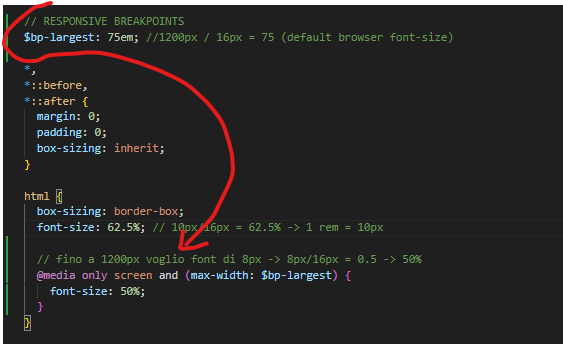 // RESPONSIVE BREAKPOINTS
$bp-largest: 75em; //1200px / 16px = 75 (default browser font-size)
*,
*::before,
*::after {
margin: 0;
padding: 0;
box-sizing: inherit;
}
html {
box-sizing: border-box;
font-size: 62.5%; // 10px/16px = 62.5% -> 1 rem = 10px
// fino a 1200px voglio font di 8px -> 8px/16px = 0.5 -> 50%
@media only screen and (max-width: $bp-largest) {
font-size: 50%;
}
}